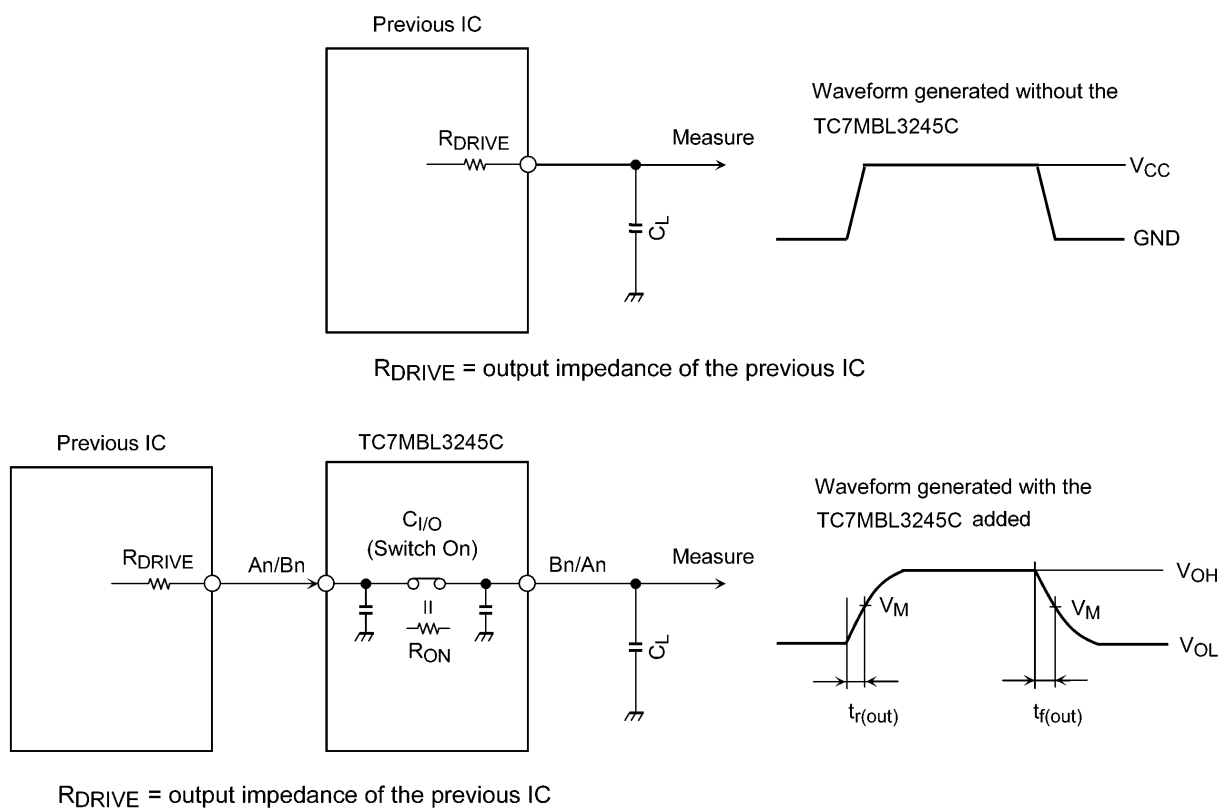 Previous IC
Waveform generated without the
TC7MBL3245C
RDRIVE
Measure
VCC
CL
GND
RDRIVE = output impedance of the previous IC
Previous IC
TC7MBL3245C
Waveform generated with the
TC7MBL3245C added
CI/O
(Switch On)
RDRIVE
An/Bn
Bn/An
Measure
VOH
VM
VM
RON
CL
VOL
tr(out)
tf(out)
RDRIVE = output impedance of the previous IC